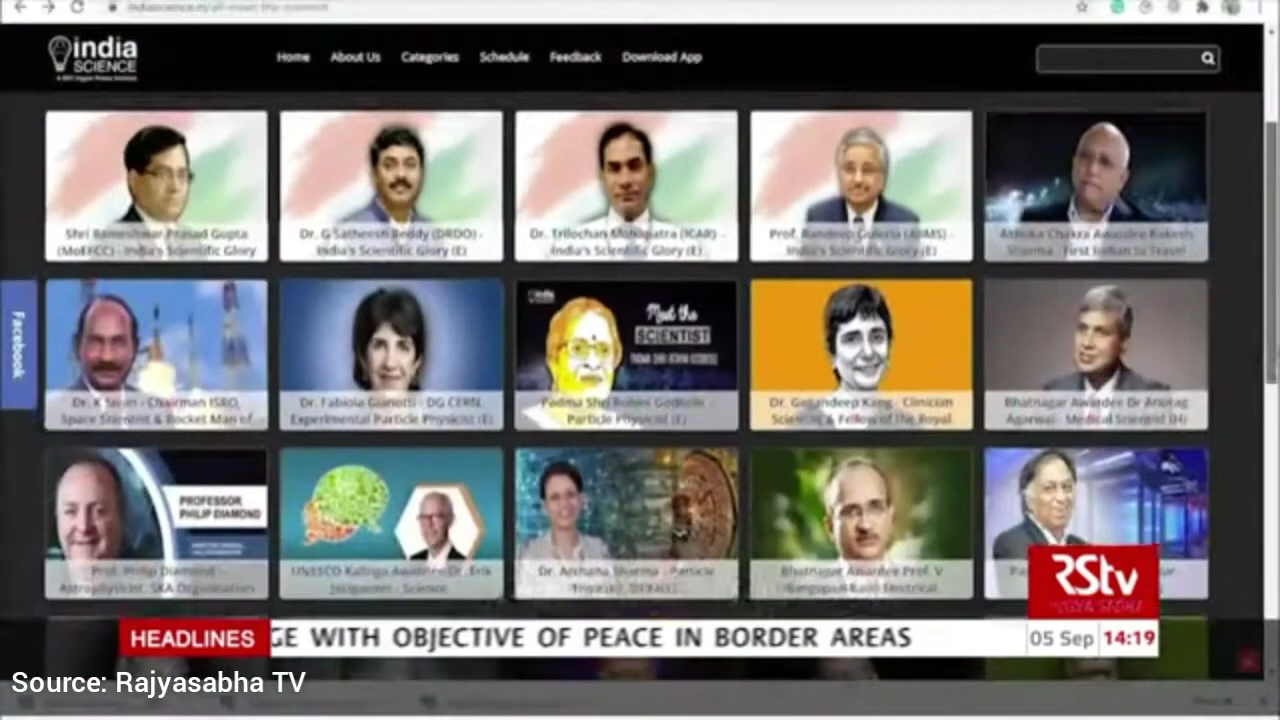 india
SCIENCE
Home About Us Categories Schedule Feedback Download App
Shri Rameshwar Prasad Gupta
(MoEFCC) - India's Scientific Glory
Dr. G Satheesh Reddy (DRDO) -
India's Scientific Glory (E)
Dr. Trilochan Mohapatra (ICAR) -
India's Scientific Glory (E)
Prof. Randeep Guleria (AIIMS) -
India's Scientific Glory (E)
Ashoka Chakra Awardee Rakesh
Sharma - First Indian to Travel
Facebook
Dr. K Sivan - Chairman ISRO,
Space Scientist & Rocket Man of
Dr. Fabiola Gianotti - DG CERN,
Experimental Particle Physicist (E)
Meet the
SCIENTIST
Padma Shri Rohini Godbole -
Particle Physicist (E)
Dr. Gagandeep Kang - Clinician
Scientist & Fellow of the Royal
Bhatnagar Awardee Dr Anurag
Agarwal - Medical Scientist (H)
PROFESSOR
PHILIP DIAMOND
Prof. Philip Diamond -
Astrophysicist, SKA Organisation
UNESCO Kalinga Awardee Dr. Erik
Science
Dr. Archana Sharma - Particle
Bhatnagar Awardee Prof. V
Electrical
RStv
HEADLINES
GE WITH OBJECTIVE OF PEACE IN BORDER AREAS
05 Sep 14:19
Source: Rajyasabha TV